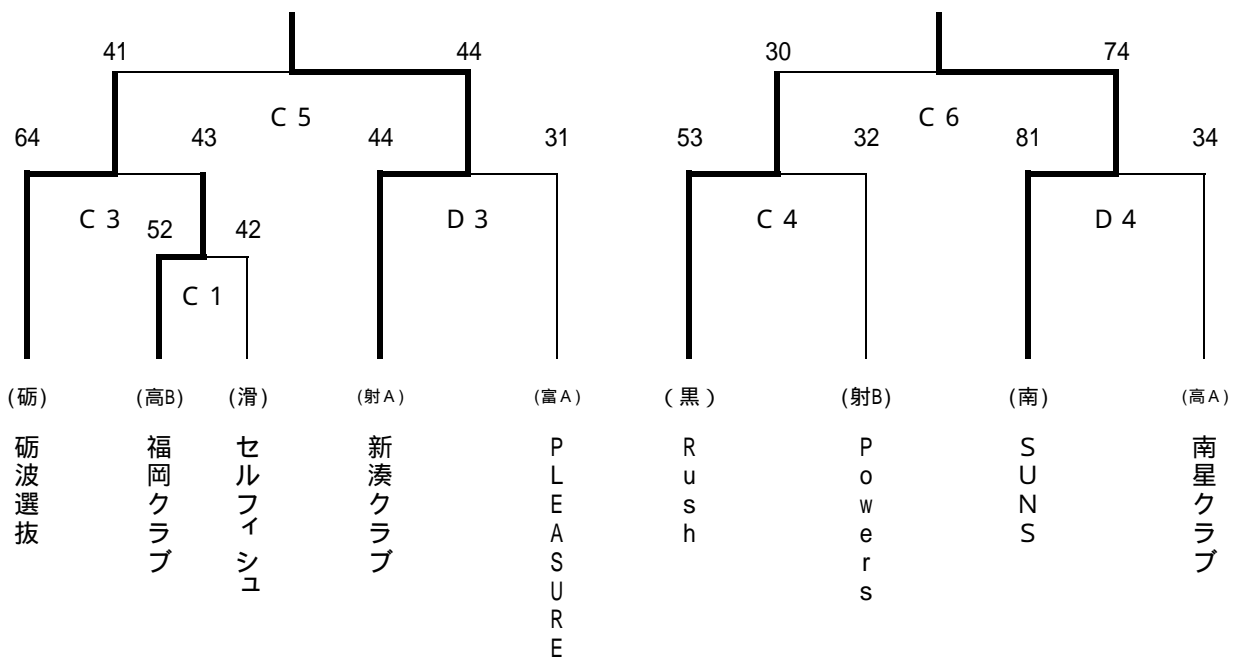 41 44 30 74
C 5 C 6
64 43 44 31 53 32 81 34
C 3 D 3 C 4 D 4
52 42
C 1
(砺) (高B) (滑) (射A) (富A) (黒) (射B) (南) (高A)
砺波選抜
福岡クラブ
セルフィシュ
新湊クラブ
PLEASURE
Rush
Powers
SUNS
南星クラブ